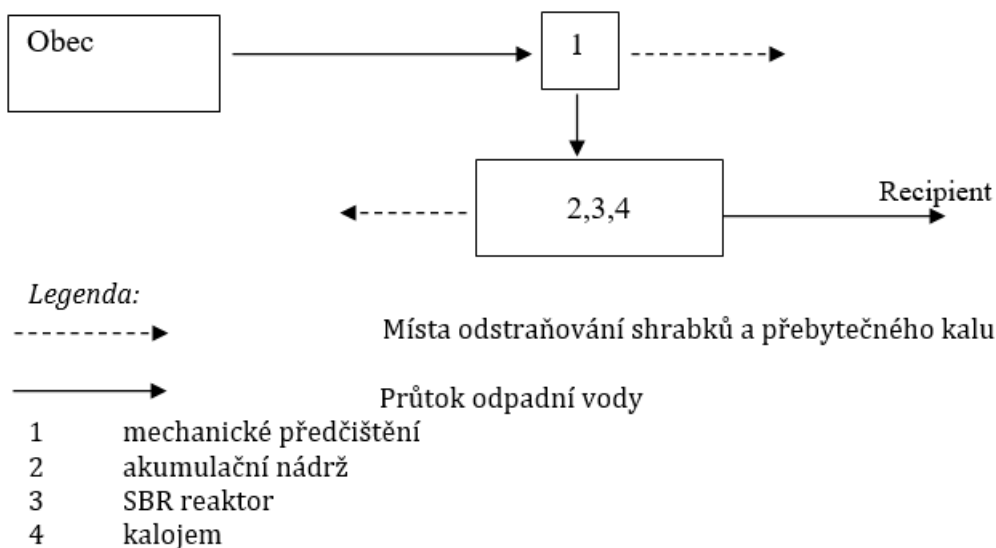 Obec
1
2,3,4
Recipient
Legenda:
Místa odstraňování shrabků a přebytečného kalu
Průtok odpadní vody
1 mechanické předčištění
2 akumulační nádrž
3 SBR reaktor
4 kalojem